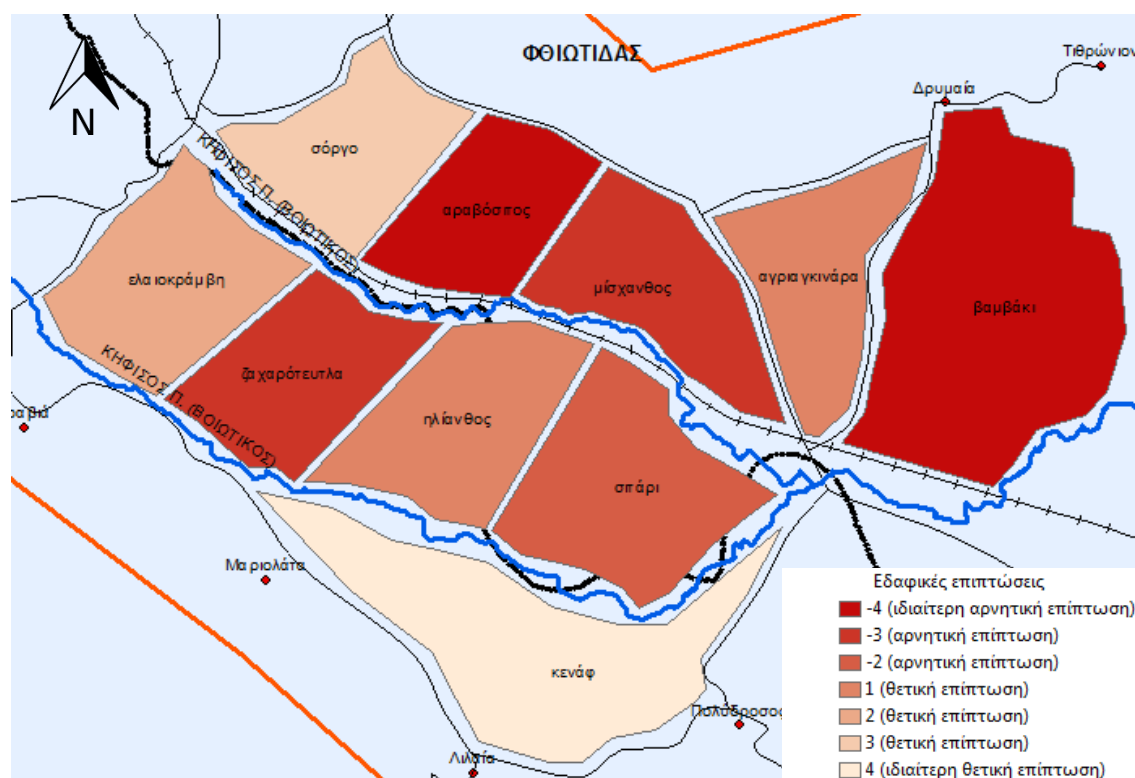 ΦΘΙΩΤΙΔΑΣ
Τιθρώνιον
Δρυμαία
N
σόργο
ΚΗΦΙΣΟΣ Π. (ΒΟΙΩΤΙΚΟΣ)
αραβόσιτος
ελαιοκράμβη
μίσχανθος
αγριαγκινάρα
βαμβάκι
ζαχαρότευτλα
ΚΗΦΙΣΟΣ Π. (ΒΟΙΩΤΙΚΟΣ)
ηλίανθος
σιτάρι
Μαριολάτα
κενάφ
Πολύδροσος
Λιλαία
Εδαφικές επιπτώσεις
-4 (ιδιαίτερη αρνητική επίπτωση)
-3 (αρνητική επίπτωση)
-2 (αρνητική επίπτωση)
1 (θετική επίπτωση)
2 (θετική επίπτωση)
3 (θετική επίπτωση)
4 (ιδιαίτερη θετική επίπτωση)